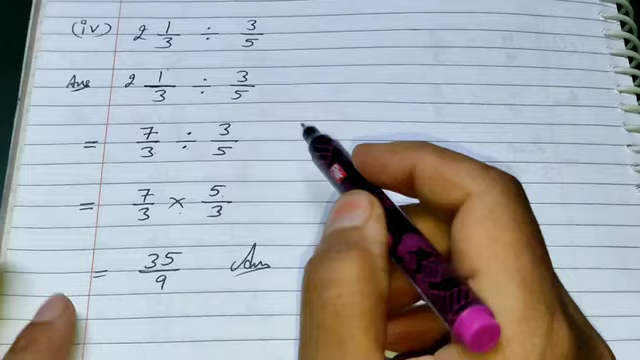 (iv) 2 1/3 ÷ 3/5
Ans 2 1/3 ÷ 3/5
= 7/3 ÷ 3/5
= 7/3 × 5/3
= 35/9 Ans